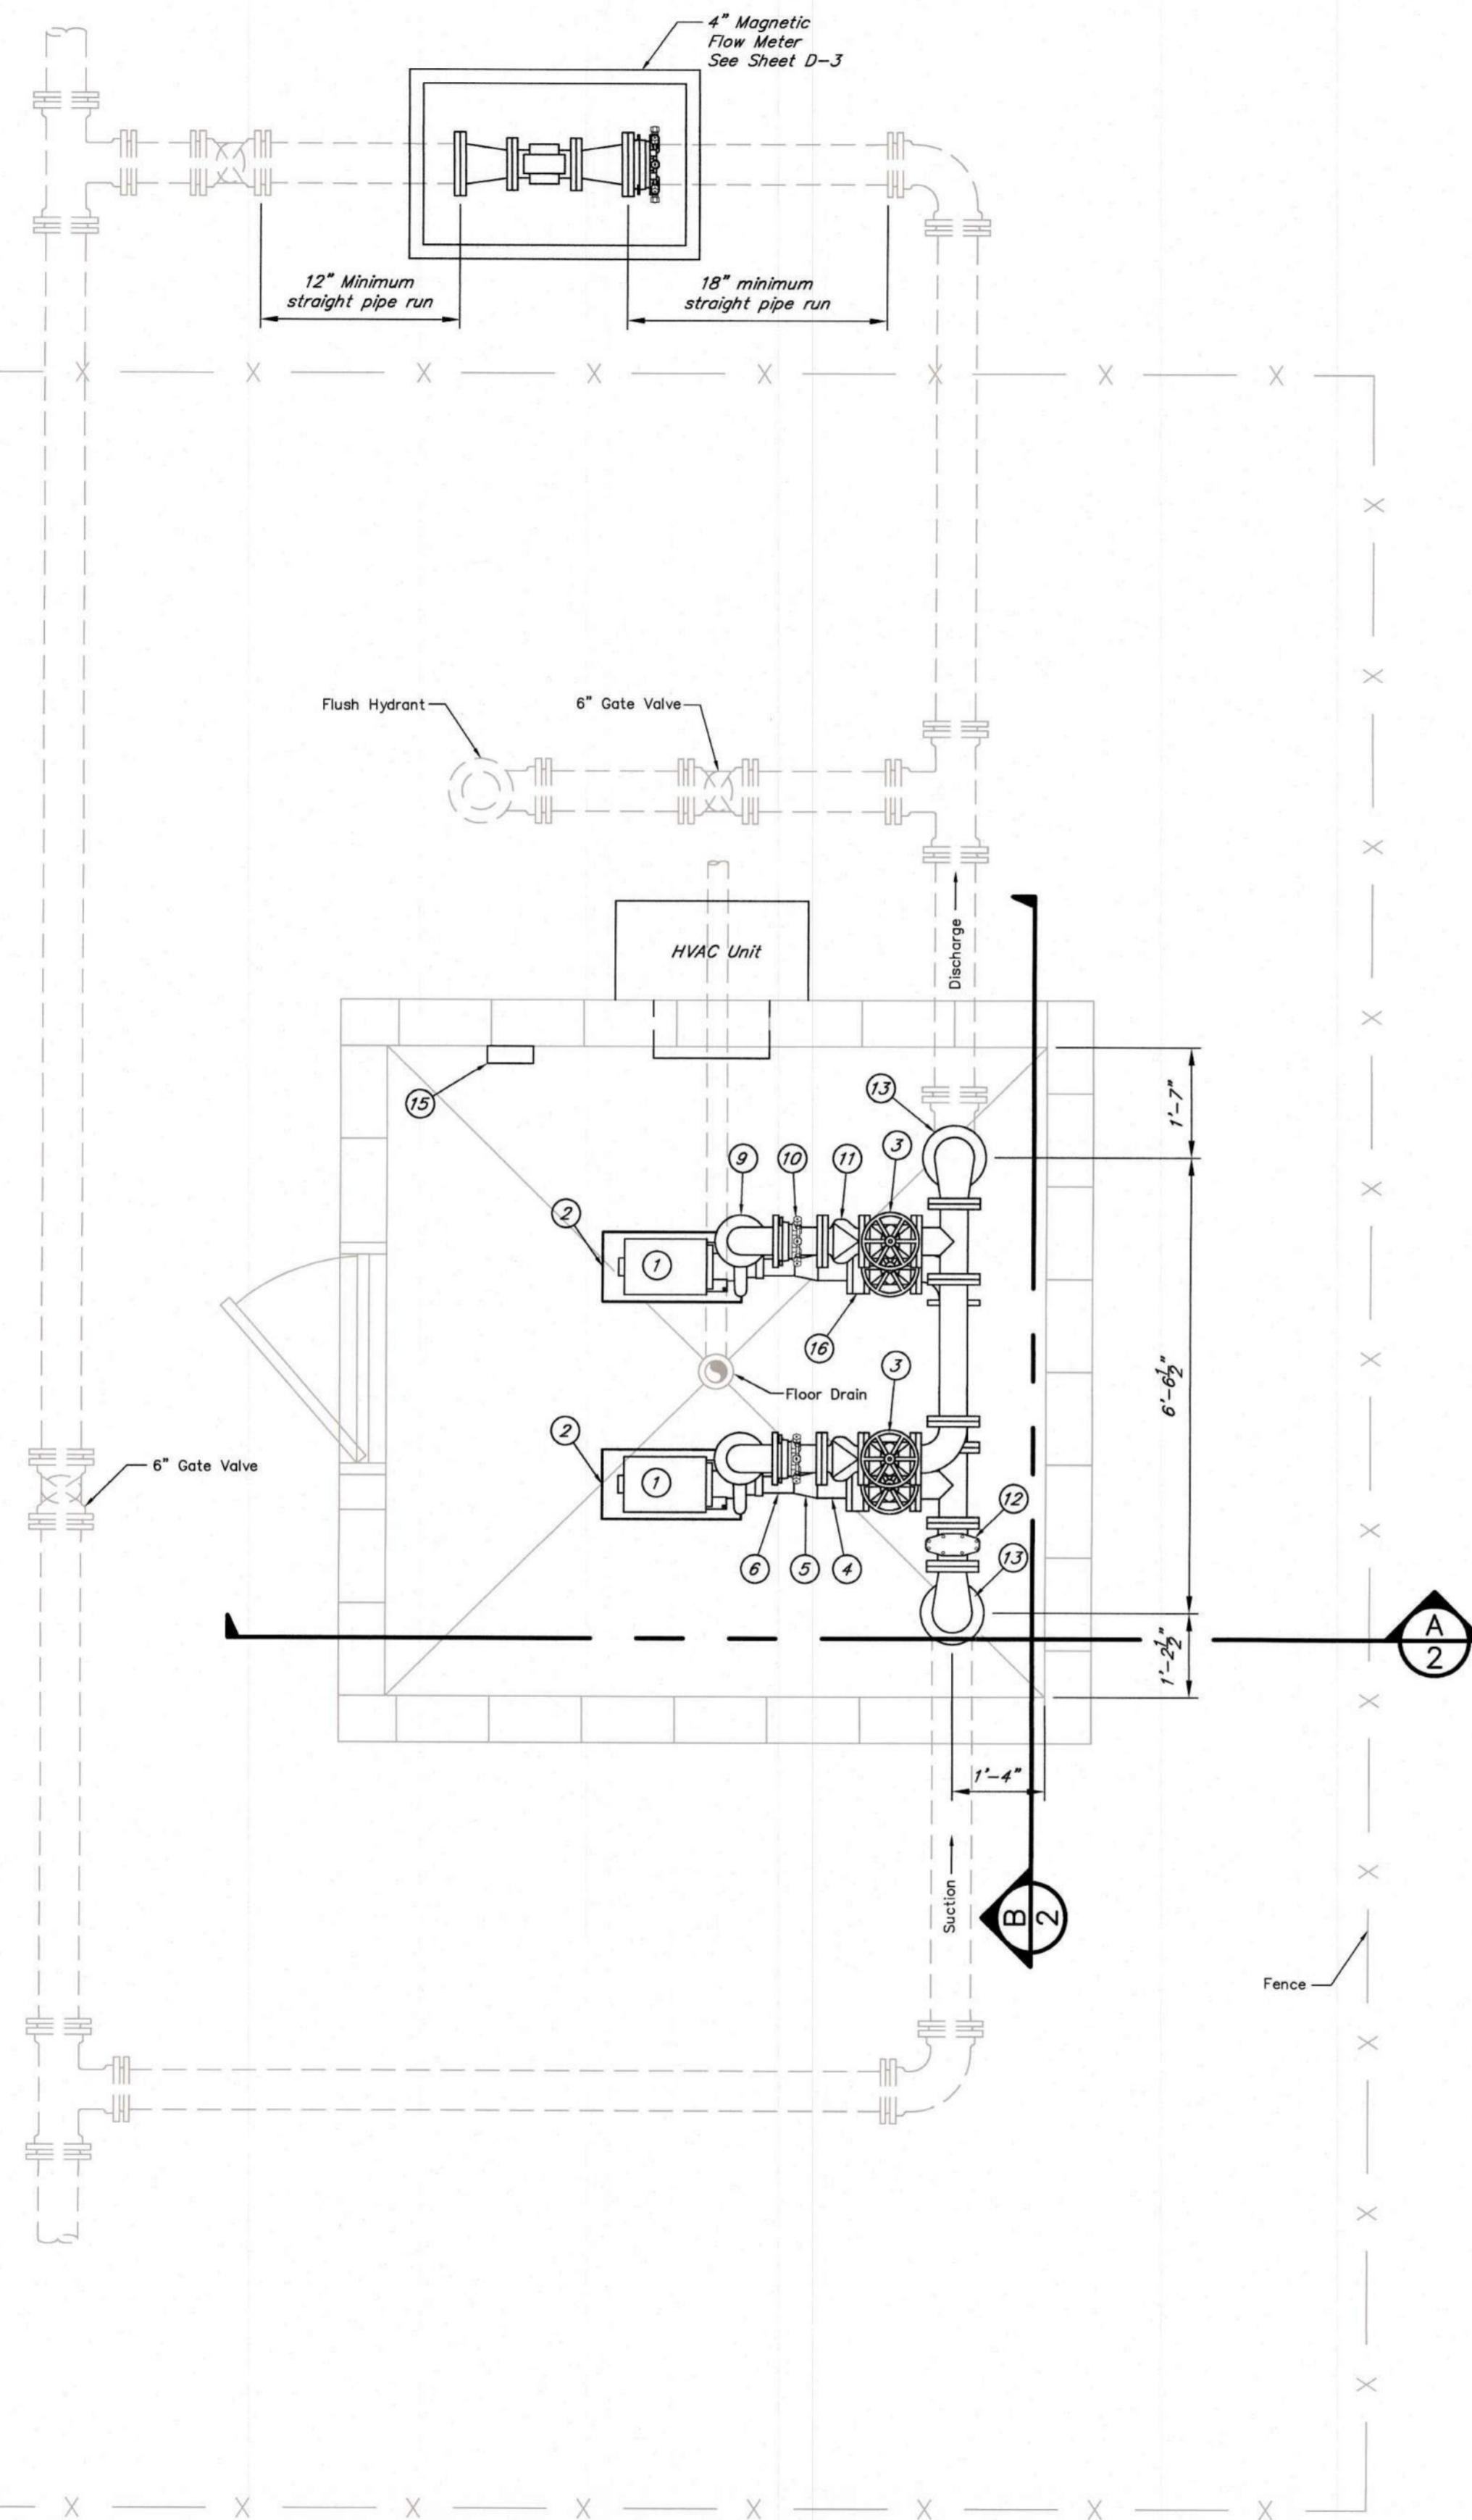 4" Magnetic
Flow Meter
See Sheet D-3
12" Minimum
straight pipe run
18" minimum
straight pipe run
X X X X X X X X
X
X
Flush Hydrant
6" Gate Valve
X
Discharge
HVAC Unit
X
15
13
1'-7"
9
10
11
3
X
2
1
16
X
3
Floor Drain
6'-6½"
2
6" Gate Valve
1
12
X
6
5
4
13
A
2
1'-2½"
X
1'-4"
X
Suction
B
2
Fence
X
X
X
X X X X X X X X